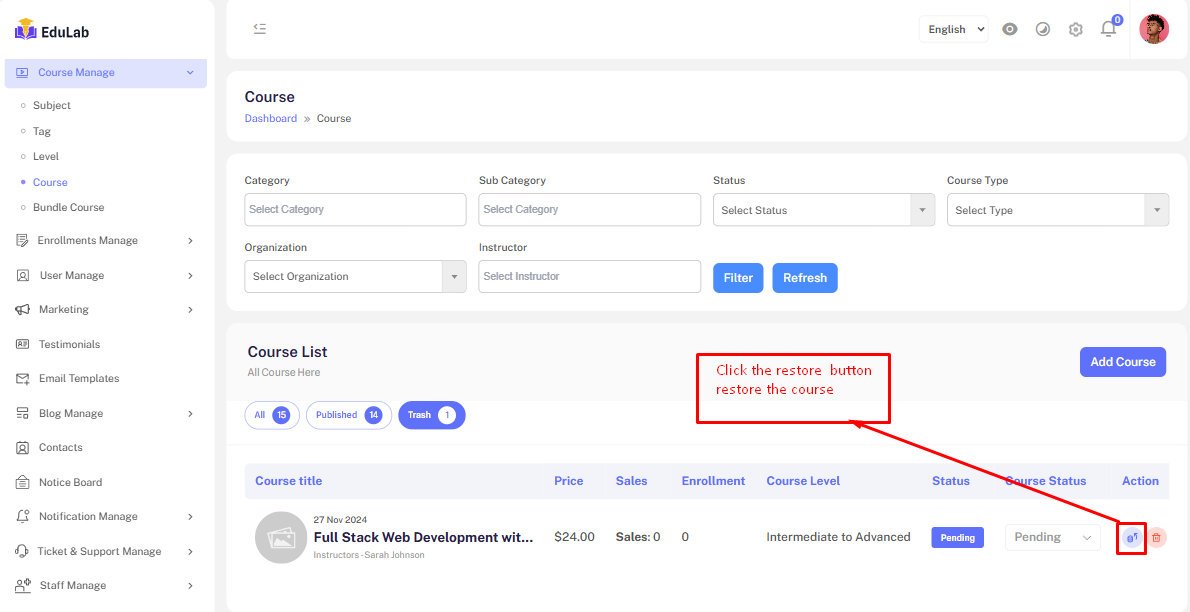 EduLab
English
0
Course Manage
Subject
Tag
Level
Course
Bundle Course
Enrollments Manage
User Manage
Marketing
Testimonials
Email Templates
Blog Manage
Contacts
Notice Board
Notification Manage
Ticket & Support Manage
Staff Manage
Course
Dashboard » Course
Category Sub Category Status Course Type
Select Category Select Category Select Status Select Type
Organization Instructor
Select Organization Select Instructor Filter Refresh
Course List
All Course Here
Add Course
Click the restore button
restore the course
All 15 Published 14 Trash 1
Course title Price Sales Enrollment Course Level Status Course Status Action
27 Nov 2024
Full Stack Web Development wit... $24.00 Sales: 0 0 Intermediate to Advanced Pending Pending
Instructors - Sarah Johnson